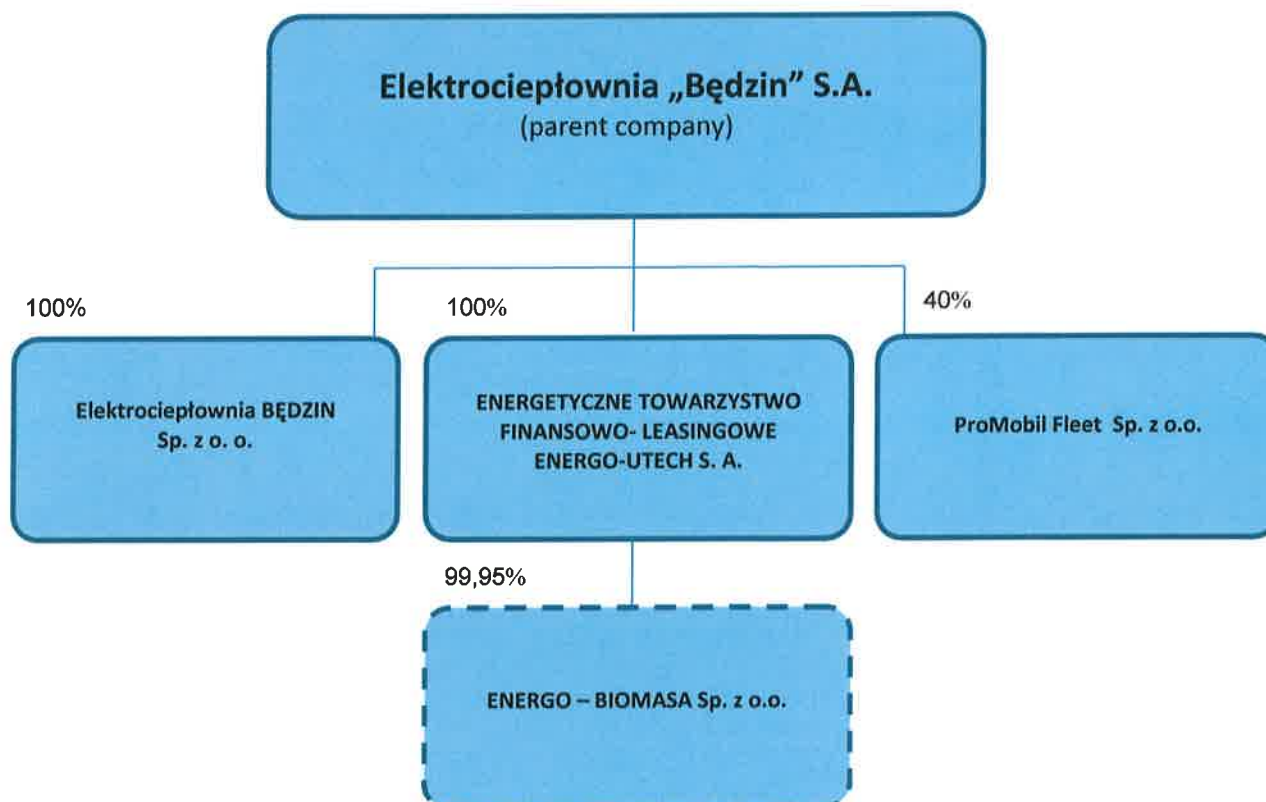 Elektrociepłownia „Będzin” S.A.
(parent company)
100%
100%
40%
Elektrociepłownia BĘDZIN
Sp. z o. o.
ENERGETYCZNE TOWARZYSTWO
FINANSOWO- LEASINGOWE
ENERGO-UTECH S. A.
ProMobil Fleet Sp. z o.o.
99,95%
ENERGO – BIOMASA Sp. z o.o.